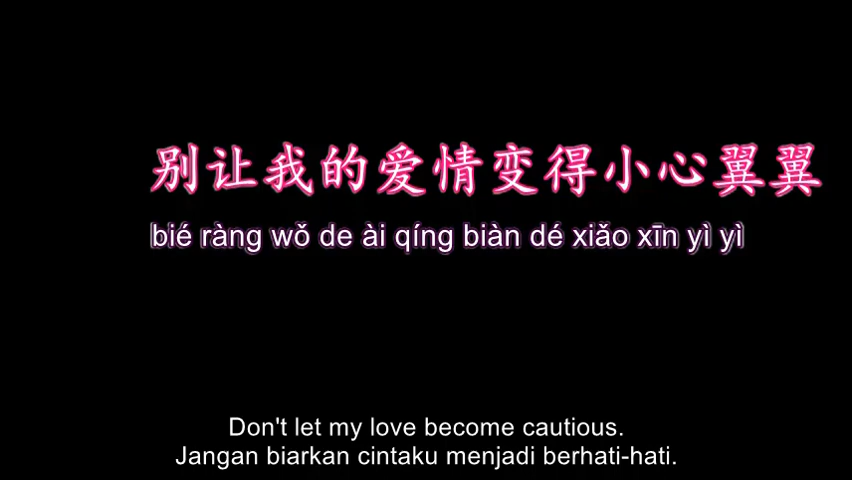 别让我的爱情变得小心翼翼
bié ràng wǒ de ài qíng biàn dé xiǎo xīn yì yì
Don't let my love become cautious.
Jangan biarkan cintaku menjadi berhati-hati.